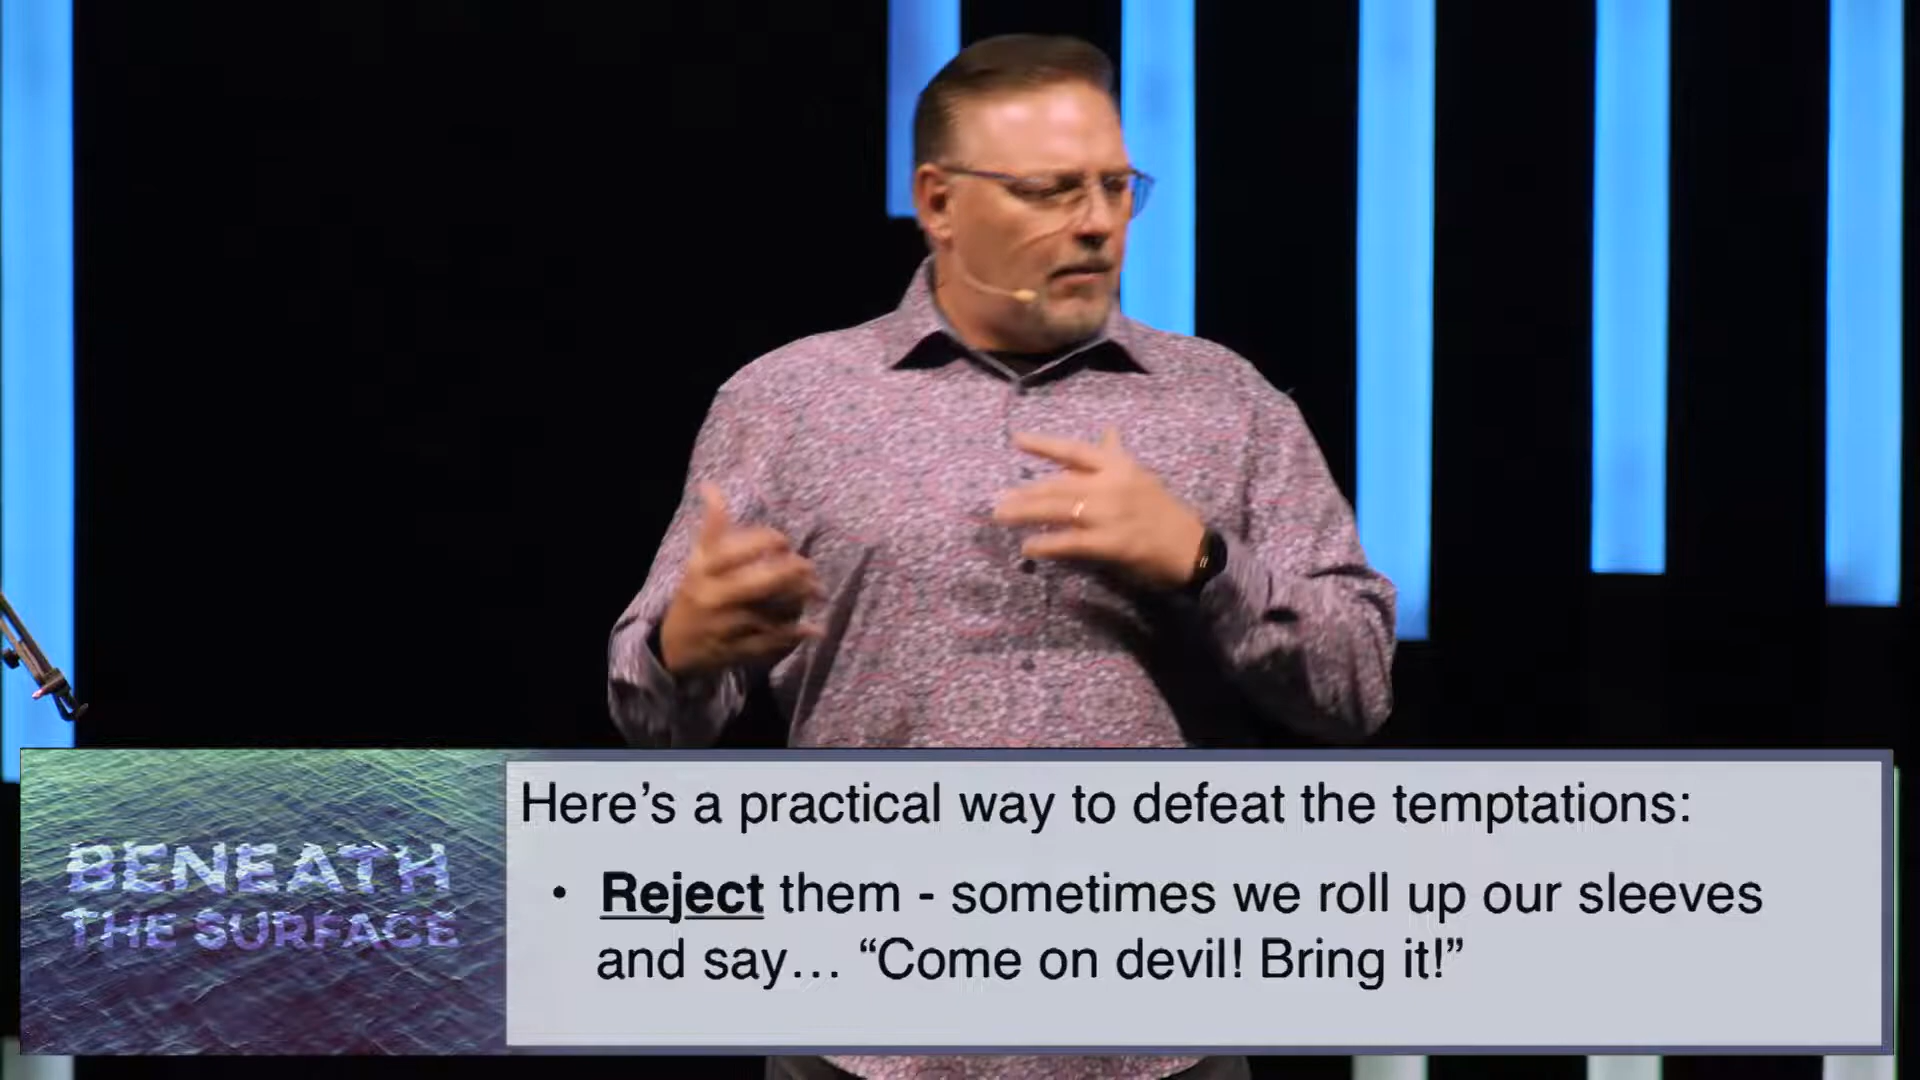 BENEATH
THE SURFACE
Here’s a practical way to defeat the temptations:
• Reject them - sometimes we roll up our sleeves
and say… “Come on devil! Bring it!”